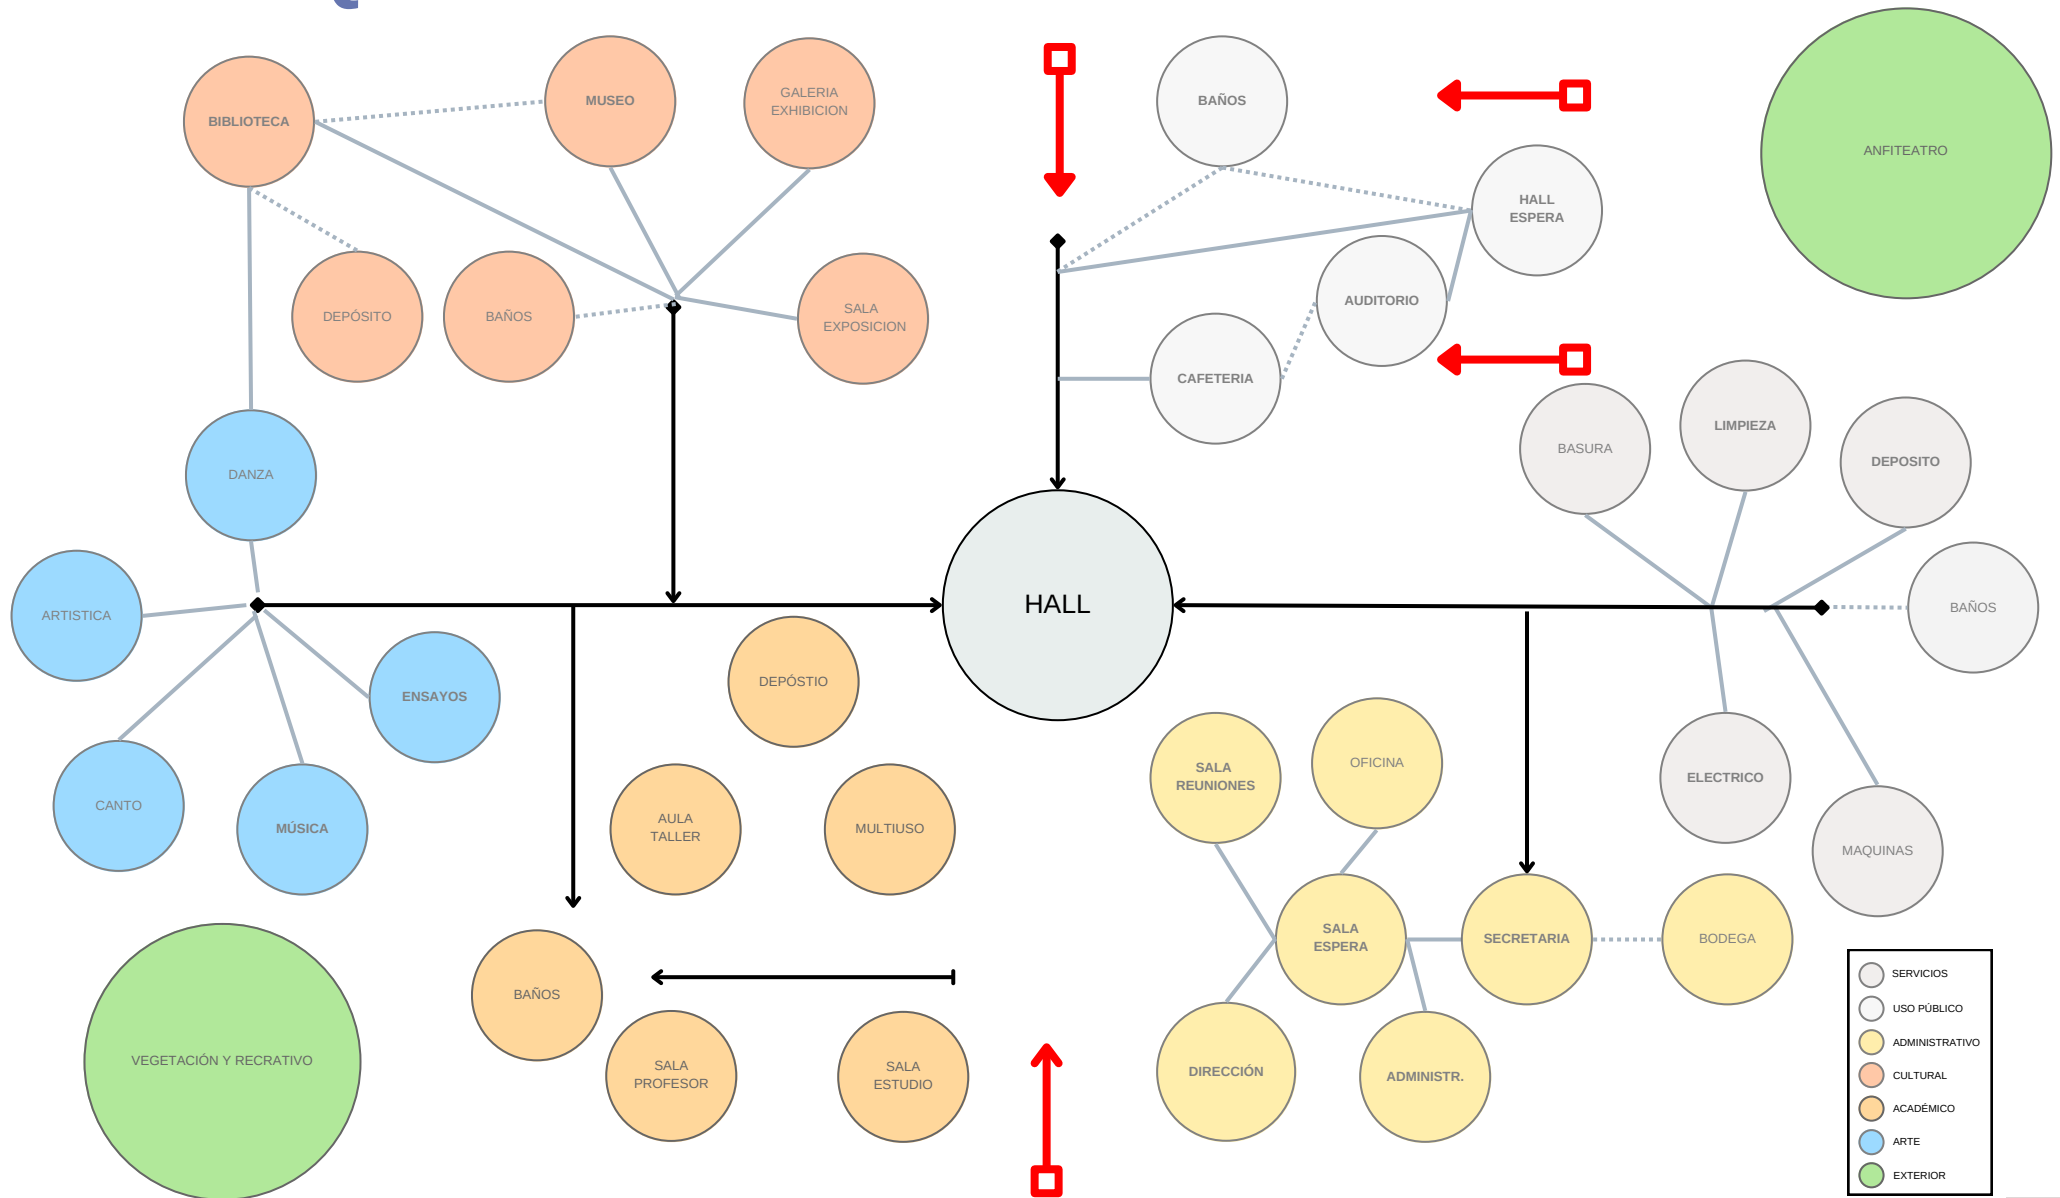 BIBLIOTECA
MUSEO
GALERIA
EXHIBICION
BAÑOS
HALL
ESPERA
ANFITEATRO
DEPÓSITO
BAÑOS
SALA
EXPOSICION
AUDITORIO
CAFETERIA
BASURA
LIMPIEZA
DEPOSITO
DANZA
ARTISTICA
HALL
BAÑOS
ENSAYOS
DEPÓSTIO
CANTO
MÚSICA
AULA
TALLER
MULTIUSO
SALA
REUNIONES
OFICINA
ELECTRICO
MAQUINAS
SALA
ESPERA
SECRETARIA
BODEGA
BAÑOS
VEGETACIÓN Y RECRATIVO
SALA
PROFESOR
SALA
ESTUDIO
DIRECCIÓN
ADMINISTR.
SERVICIOS
USO PÚBLICO
ADMINISTRATIVO
CULTURAL
ACADÉMICO
ARTE
EXTERIOR